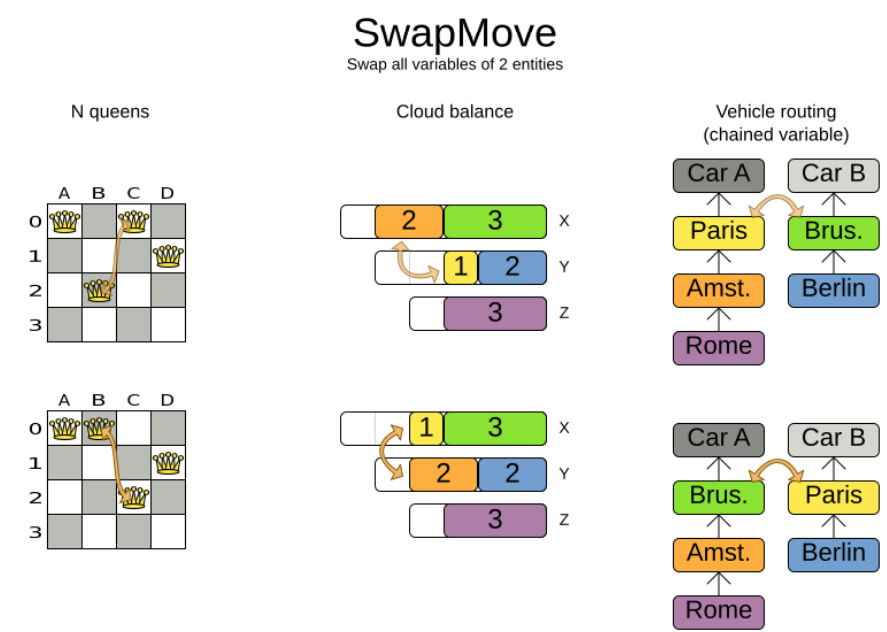 SwapMove
Swap all variables of 2 entities
N queens
Cloud balance
Vehicle routing
(chained variable)
A B C D
0
1
2
3
2 3 X
1 2 Y
3 Z
Car A Car B
Paris Brus.
Amst. Berlin
Rome
A B C D
0
1
2
3
1 3 X
2 2 Y
3 Z
Car A Car B
Brus. Paris
Amst. Berlin
Rome